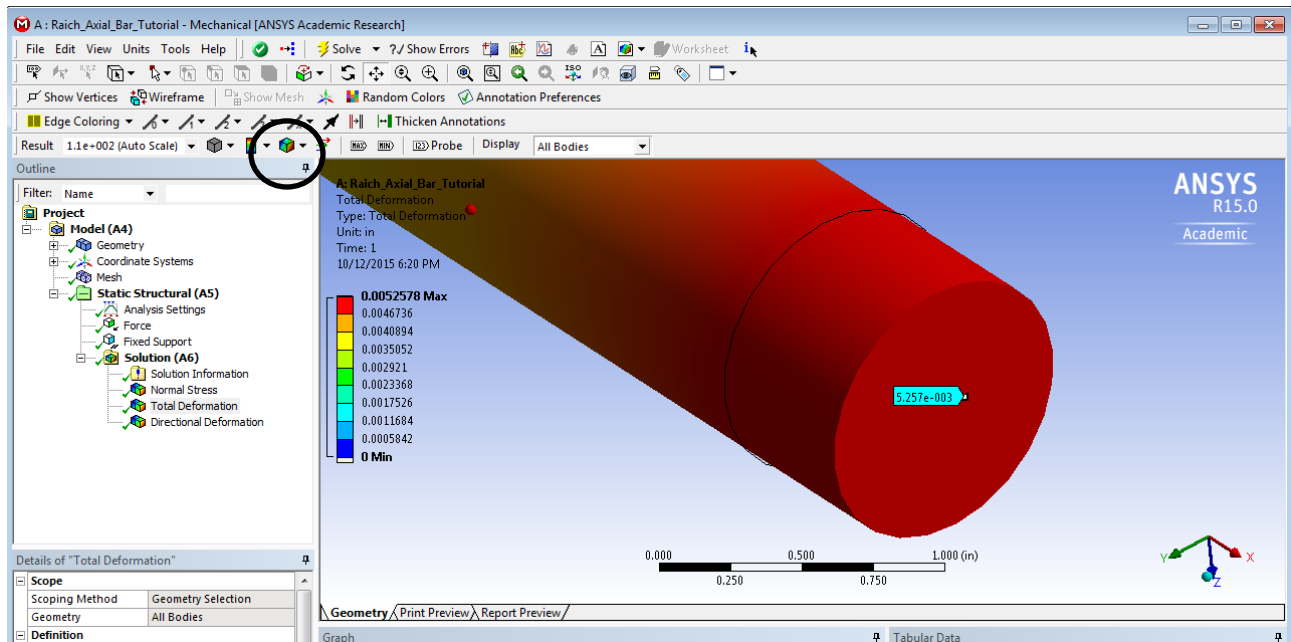 A : Raich_Axial_Bar_Tutorial - Mechanical [ANSYS Academic Research]
File Edit View Units Tools Help Solve ?/ Show Errors Worksheet
Show Vertices Wireframe Show Mesh Random Colors Annotation Preferences
Edge Coloring Thicken Annotations
Result 1.1e+002 (Auto Scale) MAX MIN 123 Probe Display All Bodies
Outline
Filter: Name
Project
Model (A4)
Geometry
Coordinate Systems
Mesh
Static Structural (A5)
Analysis Settings
Force
Fixed Support
Solution (A6)
Solution Information
Normal Stress
Total Deformation
Directional Deformation
A: Raich_Axial_Bar_Tutorial
Total Deformation
Type: Total Deformation
Unit: in
Time: 1
10/12/2015 6:20 PM
0.0052578 Max
0.0046736
0.0040894
0.0035052
0.002921
0.0023368
0.0017526
0.0011684
0.0005842
0 Min
ANSYS
R15.0
Academic
5.257e-003
0.000 0.500 1.000 (in)
0.250 0.750
Y X
Z
Geometry Print Preview Report Preview
Details of "Total Deformation"
Scope
Scoping Method Geometry Selection
Geometry All Bodies
Definition
Graph Tabular Data